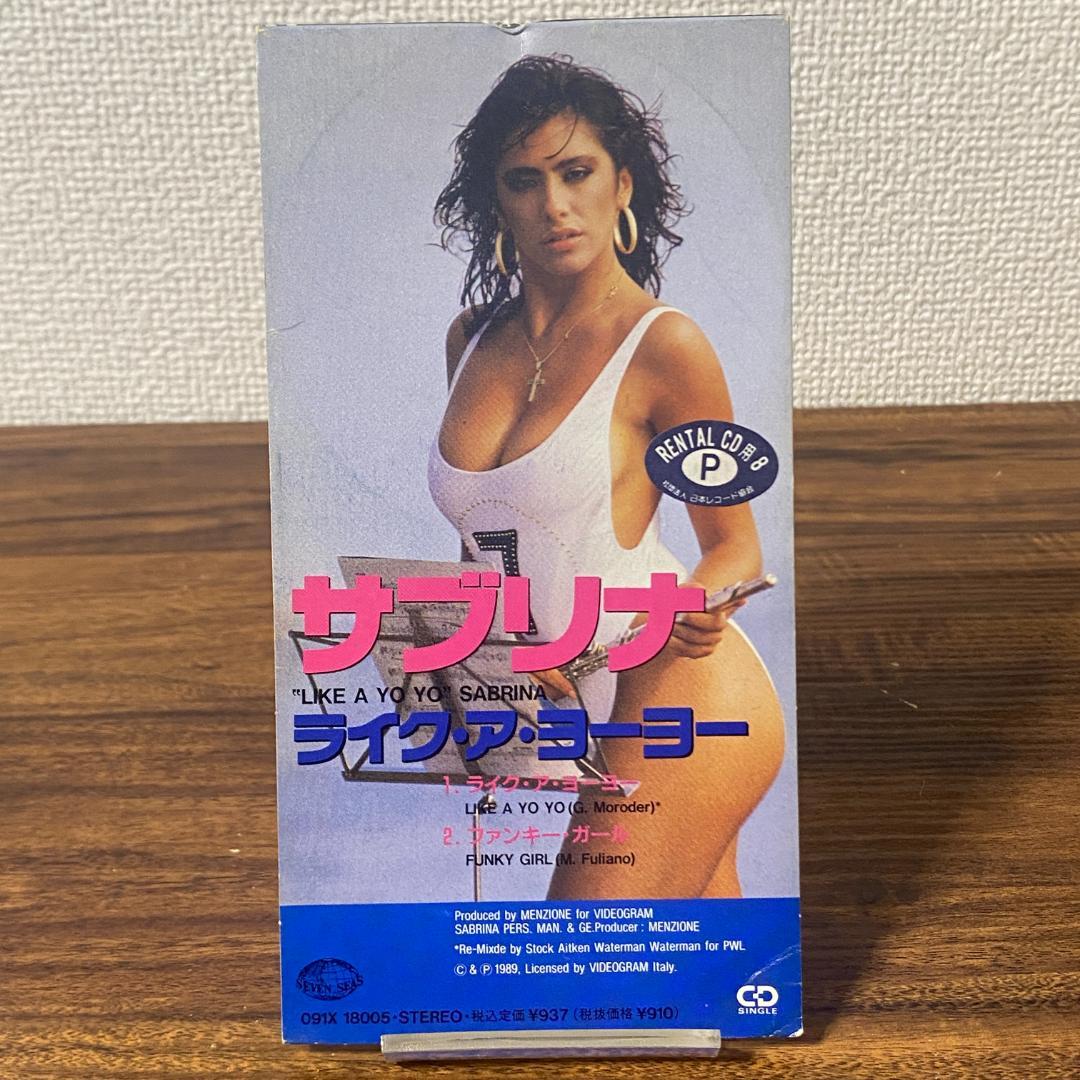 RENTAL CD用 8
P
社団法人 日本レコード協会
1
サブリナ
"LIKE A YO YO" SABRINA
ライク・ア・ヨーヨー
1. ライク・ア・ヨーヨー
LIKE A YO YO (G. Moroder)*
2. ファンキー・ガール
FUNKY GIRL (M. Fuliano)
Produced by MENZIONE for VIDEOGRAM
SABRINA PERS. MAN. & GE.Producer : MENZIONE
*Re-Mixde by Stock Aitken Waterman Waterman for PWL
© & ℗ 1989, Licensed by VIDEOGRAM Italy.
SEVEN SEAS
CD
SINGLE
091X 18005・STEREO・税込定価 ¥937 (税抜価格 ¥910)